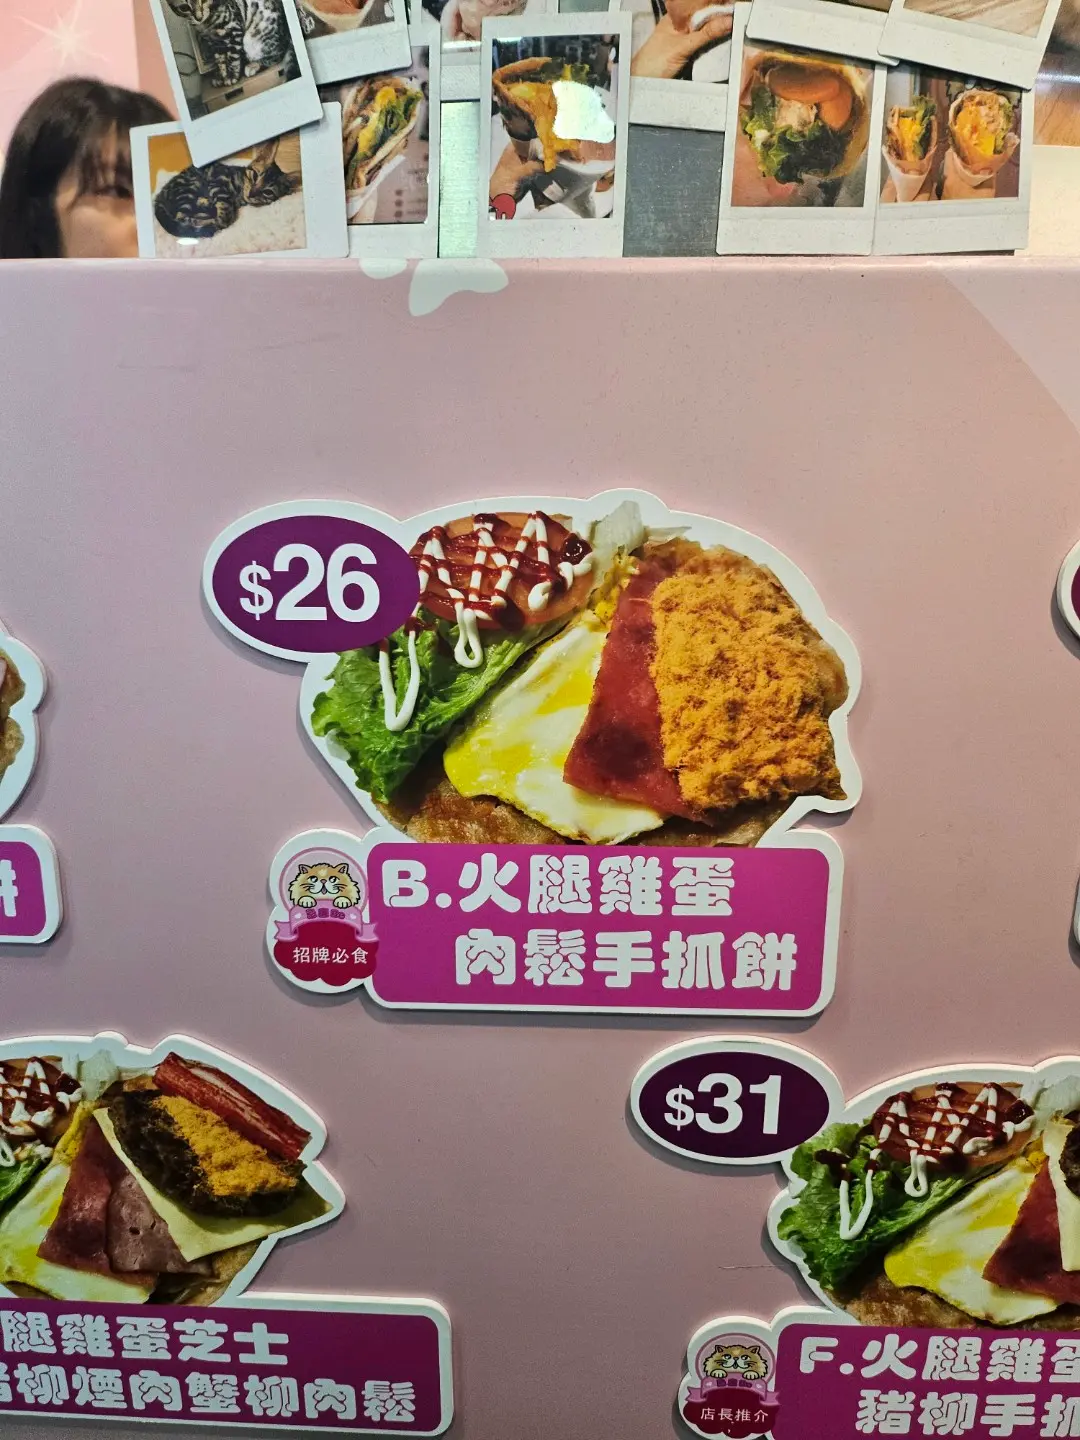 $26
B.火腿雞蛋
肉鬆手抓餅
招牌必食
餅
$31
腿雞蛋芝士
柳煙肉蟹柳肉鬆
F.火腿雞蛋
豬柳手抓
店長推介